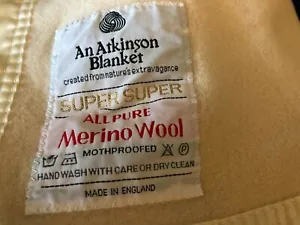 An Atkinson
Blanket
created from nature's extravagance
SUPER SUPER
ALL PURE
Merino Wool
MOTHPROOFED
HAND WASH WITH CARE OR DRY CLEAN
MADE IN ENGLAND